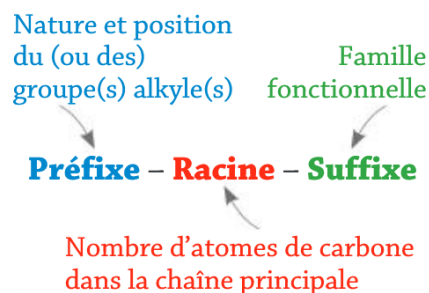 Nature et position
du (ou des)
groupe(s) alkyle(s)
Famille
fonctionnelle
Préfixe – Racine – Suffixe
Nombre d'atomes de carbone
dans la chaîne principale